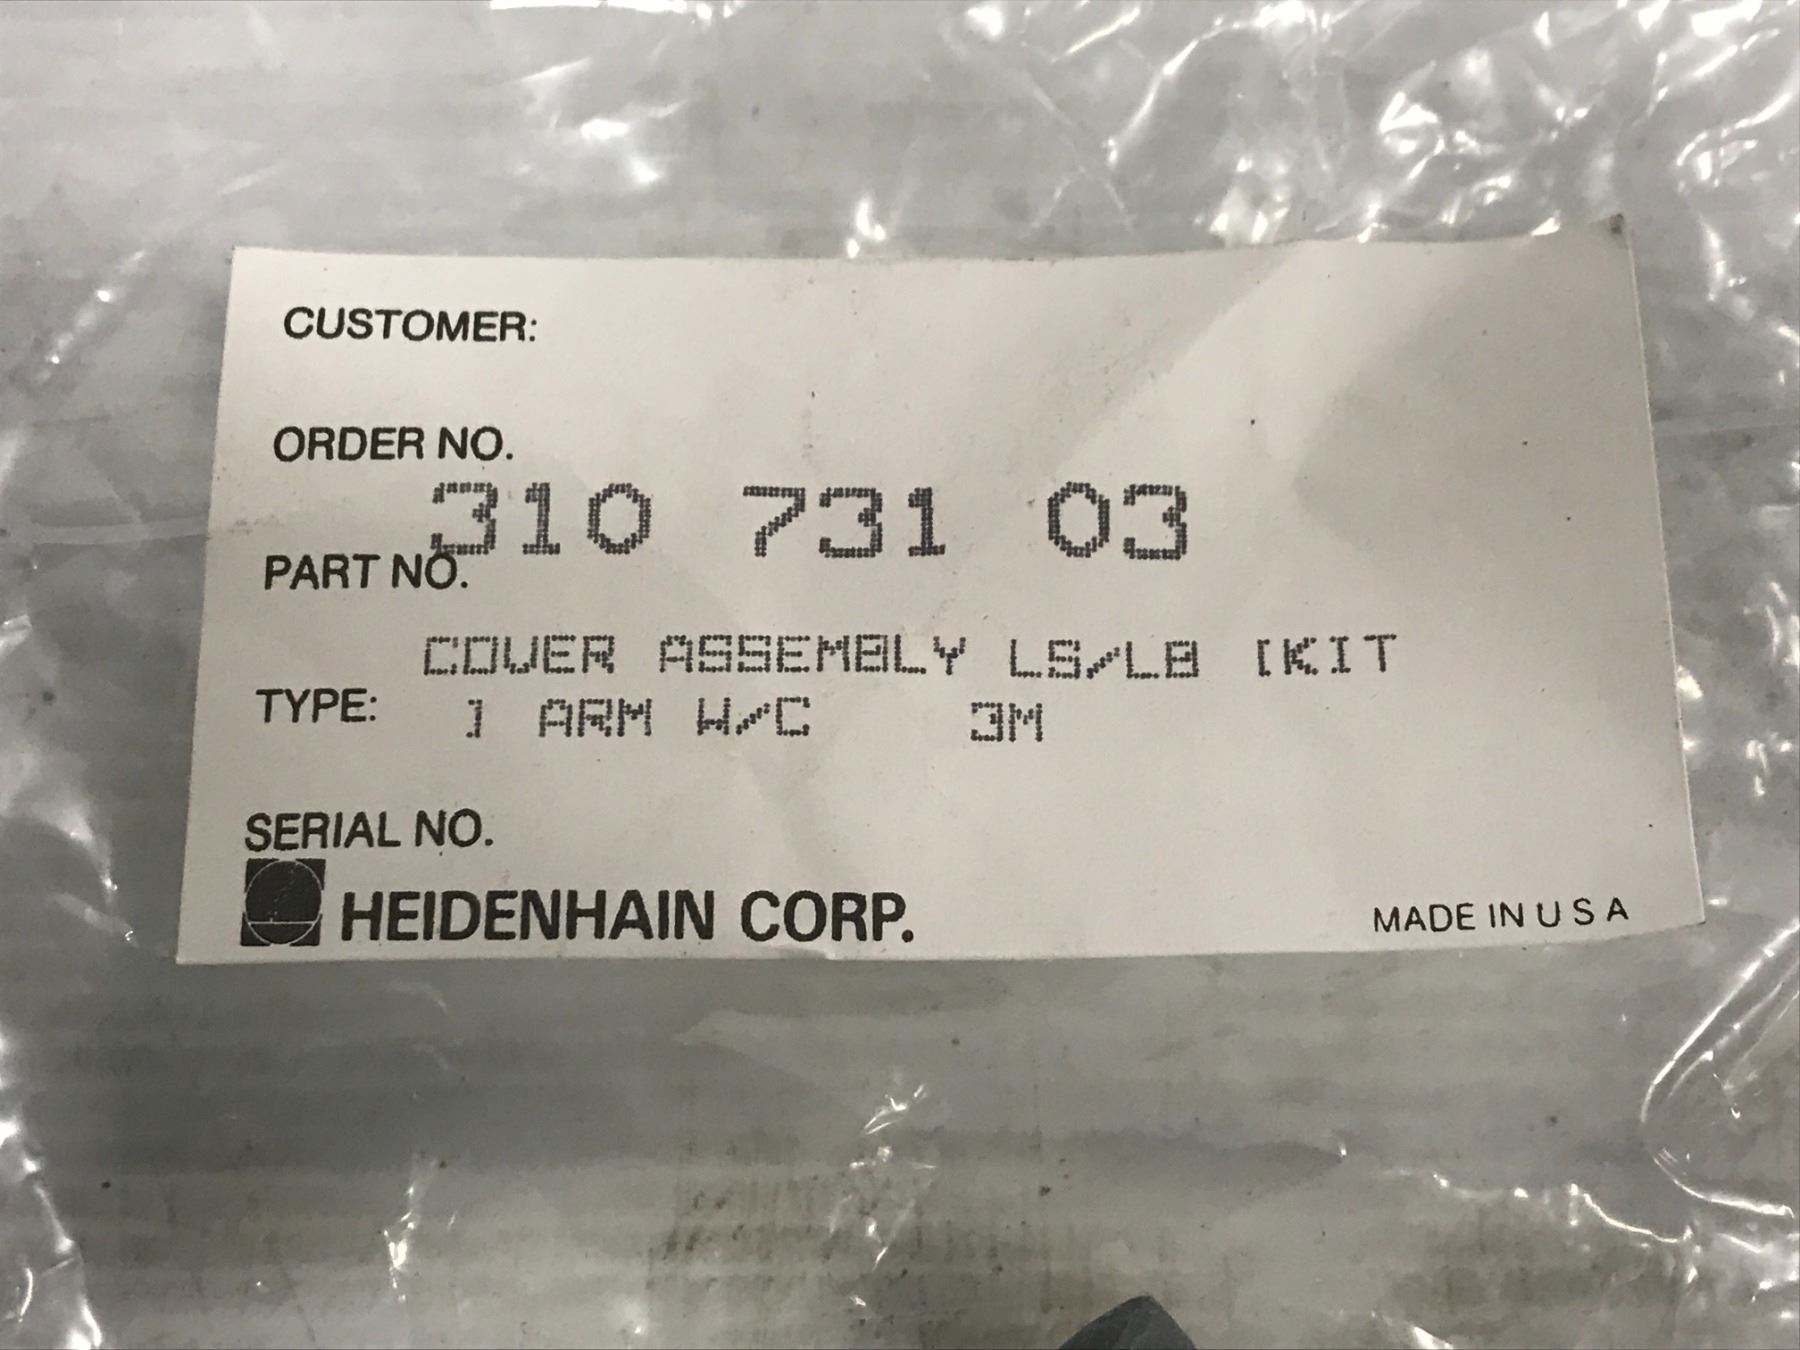 CUSTOMER:
ORDER NO.
310 731 03
PART NO.
COVER ASSEMBLY LS/LB [KIT
TYPE: ] ARM W/C 3M
SERIAL NO.
HEIDENHAIN CORP.
MADE IN U S A